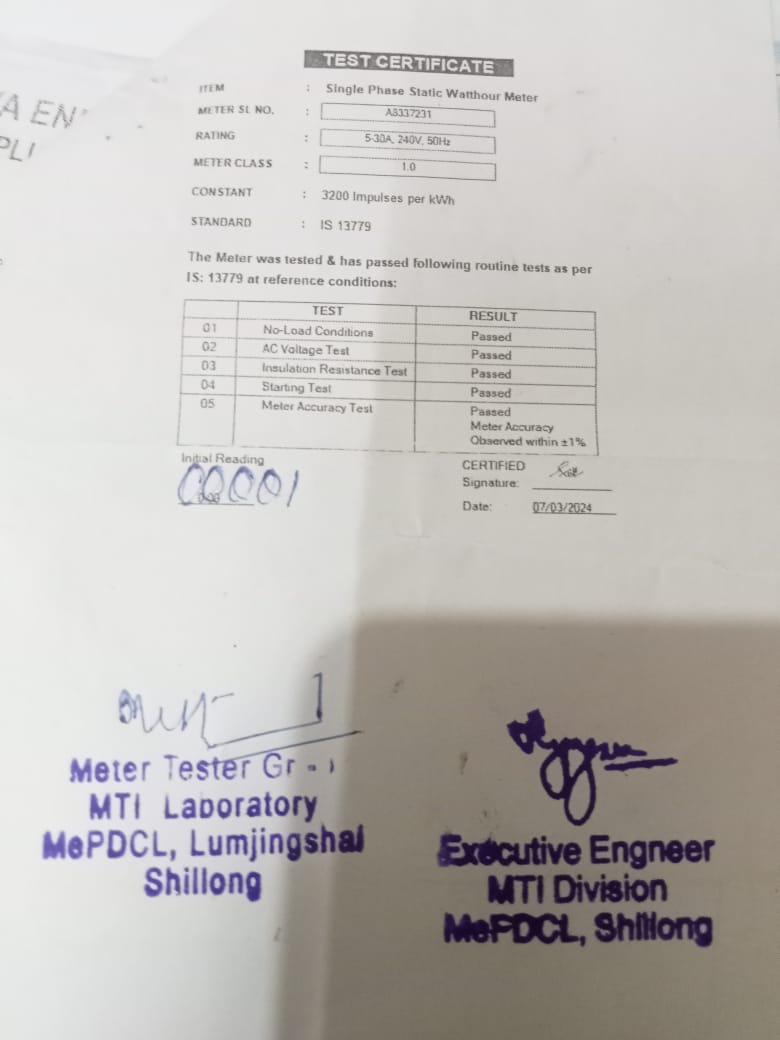 A EN
PLI
TEST CERTIFICATE
ITEM : Single Phase Static Watthour Meter
METER SL NO. : AS337231
RATING : 5-30A, 240V, 50Hz
METER CLASS : 1.0
CONSTANT : 3200 Impulses per kWh
STANDARD : IS 13779
The Meter was tested & has passed following routine tests as per
IS: 13779 at reference conditions:
TEST RESULT
01 No-Load Conditions Passed
02 AC Voltage Test Passed
03 Insulation Resistance Test Passed
04 Starting Test Passed
05 Meter Accuracy Test Passed
Meter Accuracy
Observed within ±1%
Initial Reading
00001
CERTIFIED
Signature:
Date: 07/03/2024
Meter Tester Gr - I
MTI Laboratory
MePDCL, Lumjingshai
Shillong
Executive Engneer
MTI Division
MePDCL, Shillong